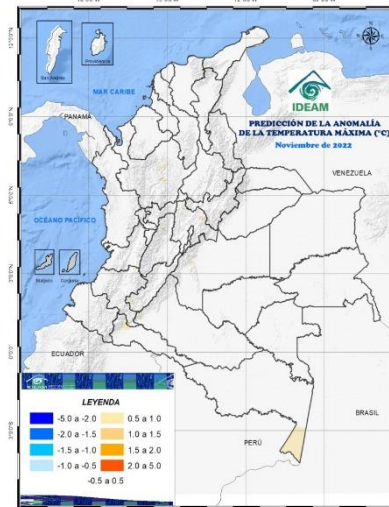 San Andrés
Providencia
MAR CARIBE
IDEAM
PANAMÁ
PREDICCIÓN DE LA ANOMALÍA
DE LA TEMPERATURA MÁXIMA (°C)
Noviembre de 2022
VENEZUELA
OCÉANO PACÍFICO
Malpelo
Gorgona
ECUADOR
BRASIL
PERÚ
LEYENDA
-5.0 a -2.0
0.5 a 1.0
-2.0 a -1.5
1.0 a 1.5
-1.5 a -1.0
1.5 a 2.0
-1.0 a -0.5
2.0 a 5.0
-0.5 a 0.5